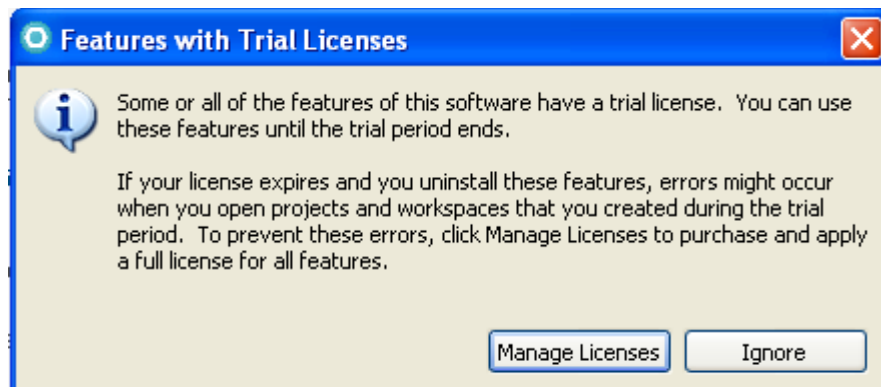 Features with Trial Licenses
Some or all of the features of this software have a trial license.  You can use
these features until the trial period ends.
If your license expires and you uninstall these features, errors might occur
when you open projects and workspaces that you created during the trial
period.  To prevent these errors, click Manage Licenses to purchase and apply
a full license for all features.
Manage Licenses
Ignore